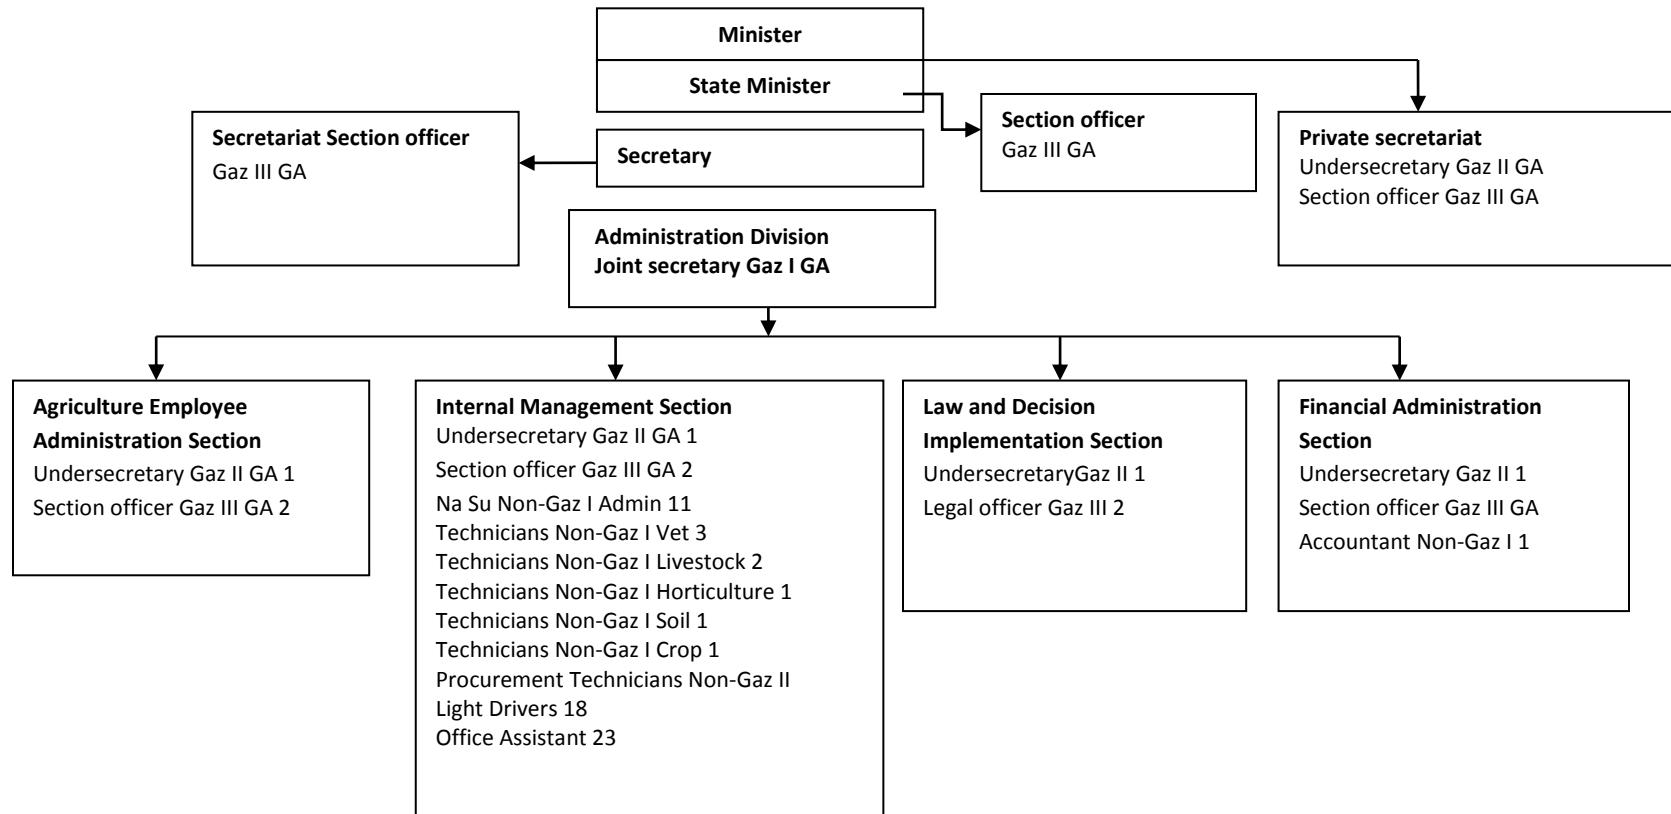 Minister
State Minister
Secretariat Section officer
Gaz III GA
Secretary
Section officer
Gaz III GA
Private secretariat
Undersecretary Gaz II GA
Section officer Gaz III GA
Administration Division
Joint secretary Gaz I GA
Agriculture Employee
Administration Section
Undersecretary Gaz II GA 1
Section officer Gaz III GA 2
Internal Management Section
Undersecretary Gaz II GA 1
Section officer Gaz III GA 2
Na Su Non-Gaz I Admin 11
Technicians Non-Gaz I Vet 3
Technicians Non-Gaz I Livestock 2
Technicians Non-Gaz I Horticulture 1
Technicians Non-Gaz I Soil 1
Technicians Non-Gaz I Crop 1
Procurement Technicians Non-Gaz II
Light Drivers 18
Office Assistant 23
Law and Decision
Implementation Section
UndersecretaryGaz II 1
Legal officer Gaz III 2
Financial Administration
Section
Undersecretary Gaz II 1
Section officer Gaz III GA
Accountant Non-Gaz I 1